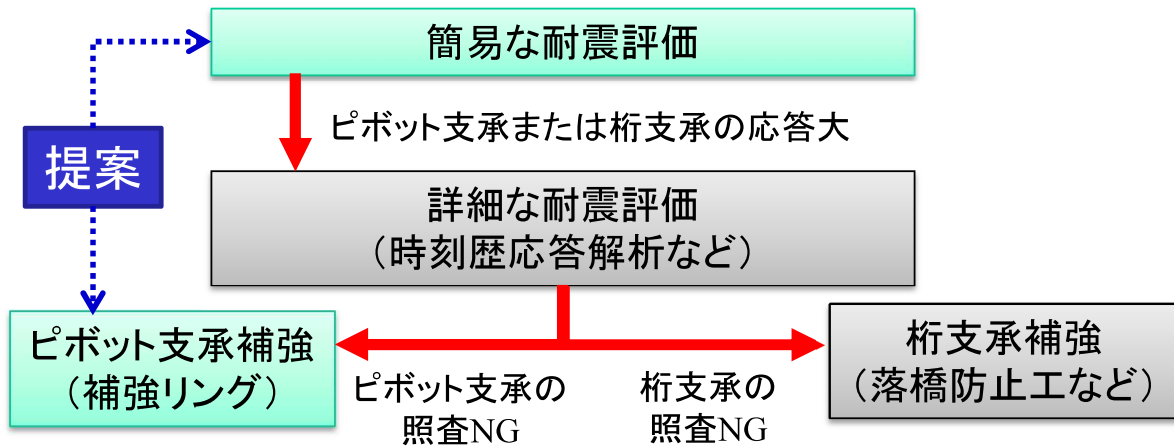 簡易な耐震評価
ピボット支承または桁支承の応答大
提案
詳細な耐震評価
（時刻歴応答解析など）
ピボット支承補強
（補強リング）
ピボット支承の
照査NG
桁支承の
照査NG
桁支承補強
（落橋防止工など）